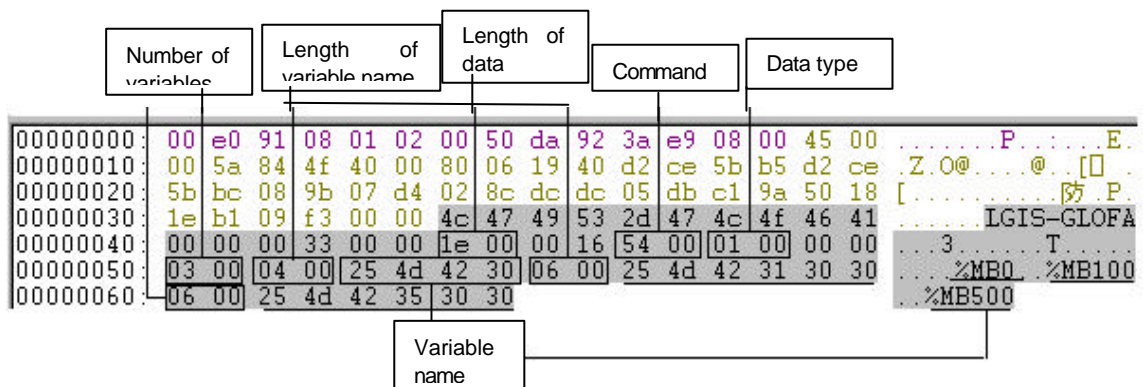 Number of
variables
Length of
variable name
Length of
data
Command
Data type
00000000: 00 e0 91 08 01 02 00 50 da 92 3a e9 08 00 45 00 .......P..:...E.
00000010: 00 5a 84 4f 40 00 80 06 19 40 d2 ce 5b b5 d2 ce .Z.O@....@..[
00000020: 5b bc 08 9b 07 d4 02 8c dc dc 05 db c1 9a 50 18 [...........P.
00000030: 1e b1 09 f3 00 00 4c 47 49 53 2d 47 4c 4f 46 41 ......LGIS-GLOFA
00000040: 00 00 00 33 00 00 1e 00 00 16 54 00 01 00 00 00 ...3......T.....
00000050: 03 00 04 00 25 4d 42 30 06 00 25 4d 42 31 30 30 ....%MB0..%MB100
00000060: 06 00 25 4d 42 35 30 30 ..%MB500
Variable
name